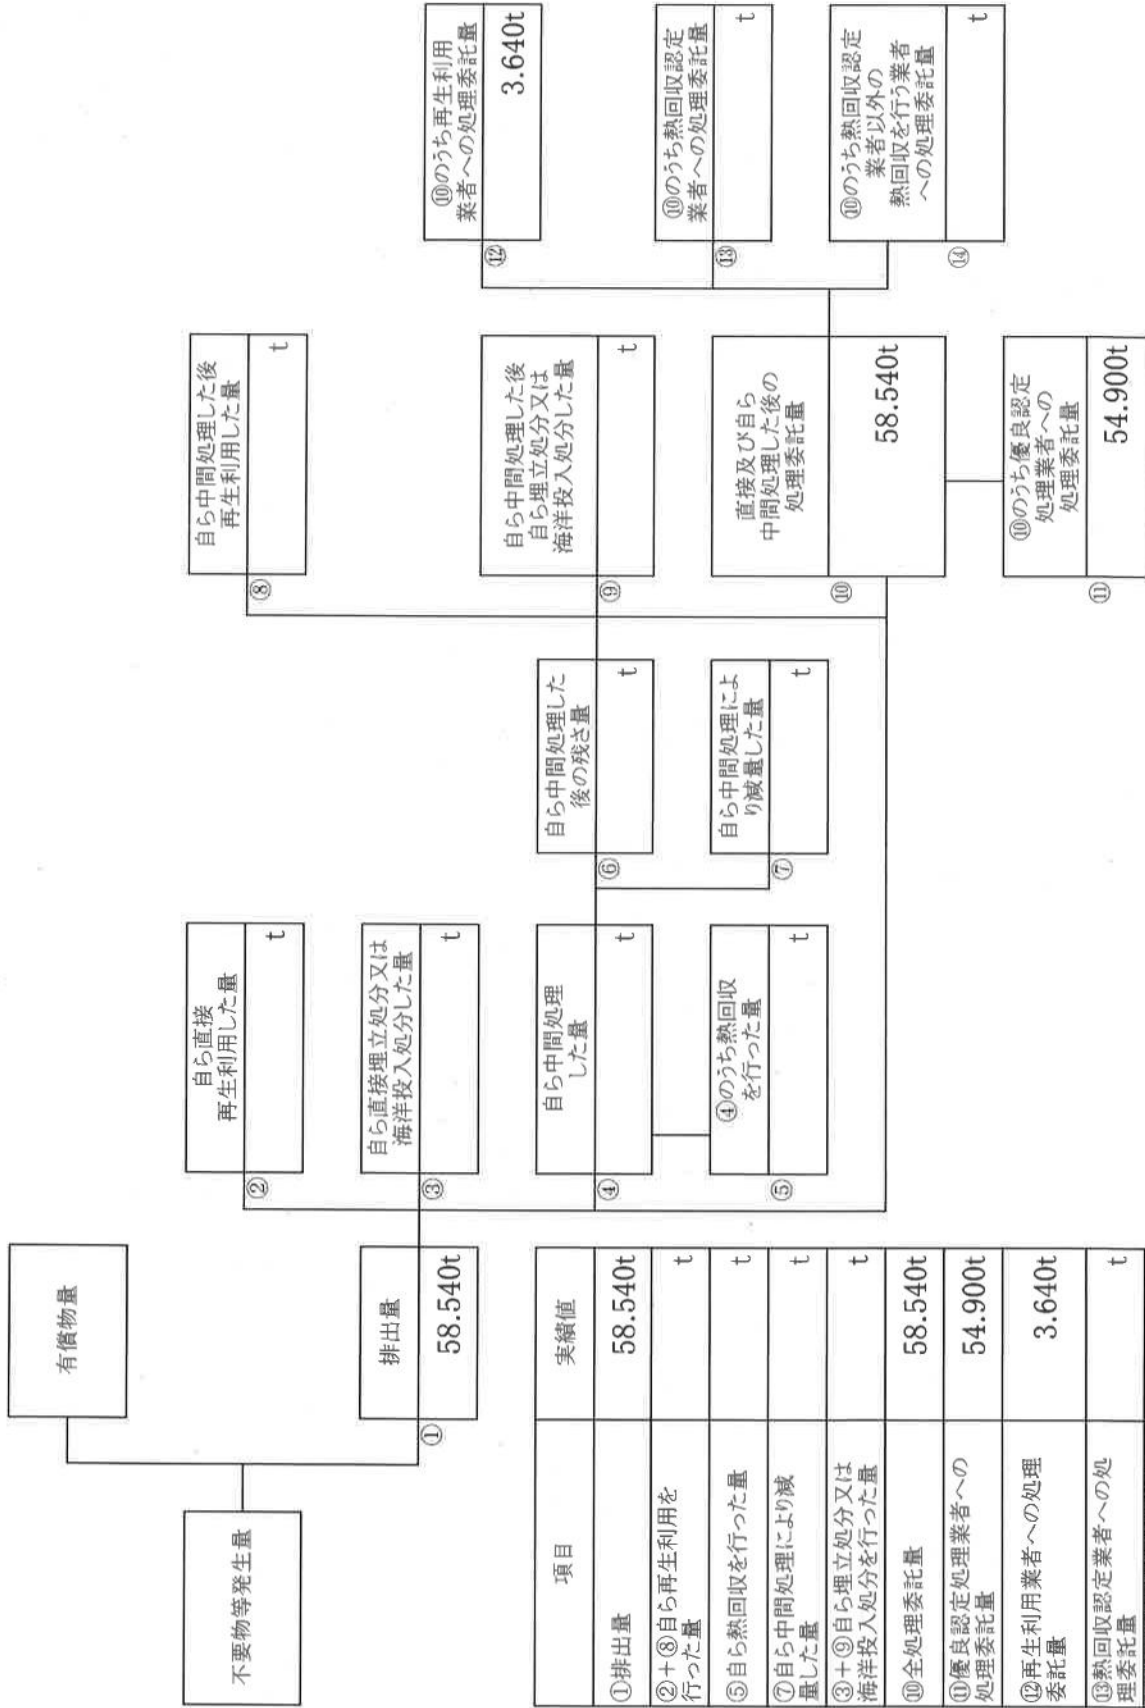 不要物等発生量
有償物量
①
排出量
58.540t
②
自ら直接
再生利用した量
t
③
自ら直接埋立処分又は
海洋投入処分した量
t
④
自ら中間処理
した量
t
⑤
④のうち熱回収
を行った量
t
⑥
自ら中間処理した
後の残さ量
t
⑦
自ら中間処理によ
り減量した量
t
⑧
自ら中間処理した後
再生利用した量
t
⑨
自ら中間処理した後
自ら埋立処分又は
海洋投入処分した量
t
⑩
直接及び自ら
中間処理した後の
処理委託量
58.540t
⑪
⑩のうち優良認定
処理業者への
処理委託量
54.900t
⑫
⑩のうち再生利用
業者への処理委託量
3.640t
⑬
⑩のうち熱回収認定
業者への処理委託量
t
⑭
⑩のうち熱回収認定
業者以外の
熱回収を行う業者
への処理委託量
t
項目
実績値
①排出量
58.540t
②+⑧自ら再生利用を
行った量
t
⑤自ら熱回収を行った量
t
⑦自ら中間処理により減
量した量
t
③+⑨自ら埋立処分又は
海洋投入処分を行った量
t
⑩全処理委託量
58.540t
⑪優良認定処理業者への
処理委託量
54.900t
⑫再生利用業者への処理
委託量
3.640t
⑬熱回収認定業者への処
理委託量
t